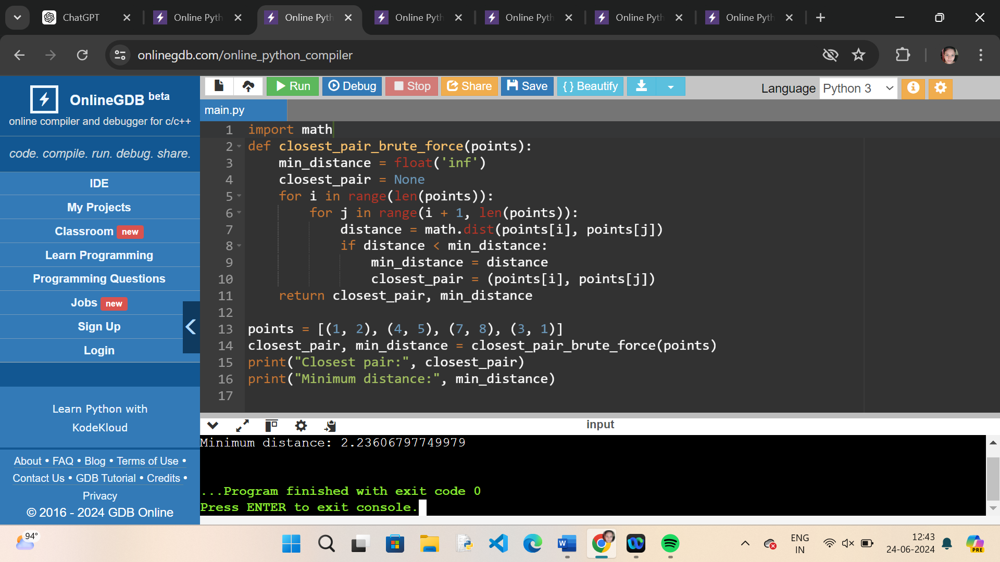 ChatGPT
Online Pyth
Online Pyth
Online Pyth
Online Pyth
Online Pyth
Online Pyth
onlinegdb.com/online_python_compiler
OnlineGDB beta
online compiler and debugger for c/c++
code. compile. run. debug. share.
IDE
My Projects
Classroom new
Learn Programming
Programming Questions
Jobs new
Sign Up
Login
Learn Python with
KodeKloud
About • FAQ • Blog • Terms of Use •
Contact Us • GDB Tutorial • Credits •
Privacy
© 2016 - 2024 GDB Online
Run Debug Stop Share Save {} Beautify
Language Python 3
main.py
1 import math
2 def closest_pair_brute_force(points):
3     min_distance = float('inf')
4     closest_pair = None
5     for i in range(len(points)):
6         for j in range(i + 1, len(points)):
7             distance = math.dist(points[i], points[j])
8             if distance < min_distance:
9                 min_distance = distance
10                 closest_pair = (points[i], points[j])
11     return closest_pair, min_distance
12
13 points = [(1, 2), (4, 5), (7, 8), (3, 1)]
14 closest_pair, min_distance = closest_pair_brute_force(points)
15 print("Closest pair:", closest_pair)
16 print("Minimum distance:", min_distance)
17
input
Minimum distance: 2.23606797749979
...Program finished with exit code 0
Press ENTER to exit console.
94°
ENG
IN
12:43
24-06-2024
PRE